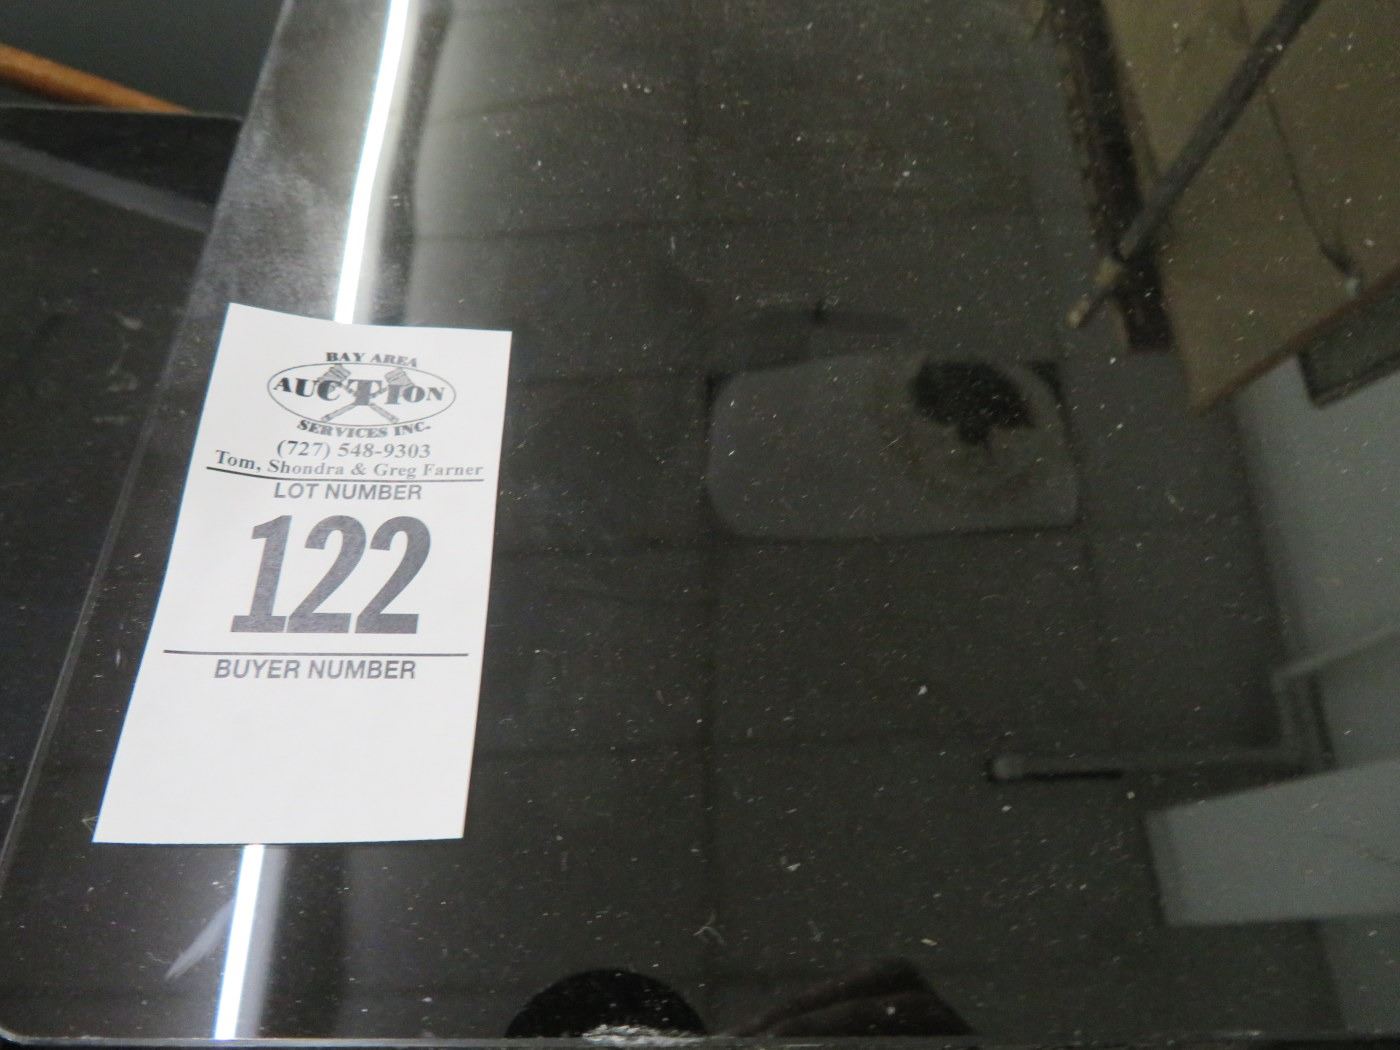 BAY AREA
AUCTION
SERVICES INC.
(727) 548-9303
Tom, Shondra & Greg Farner
LOT NUMBER
122
BUYER NUMBER